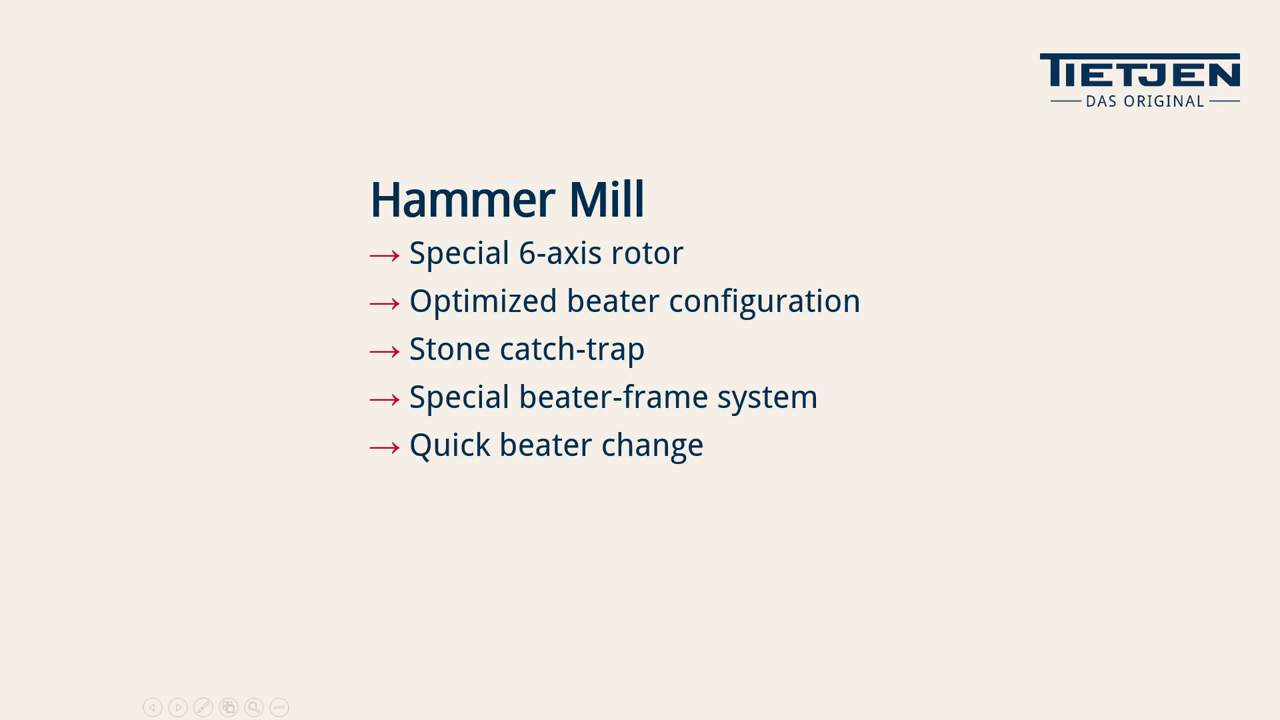 TIETJEN
DAS ORIGINAL
Hammer Mill
→ Special 6-axis rotor
→ Optimized beater configuration
→ Stone catch-trap
→ Special beater-frame system
→ Quick beater change